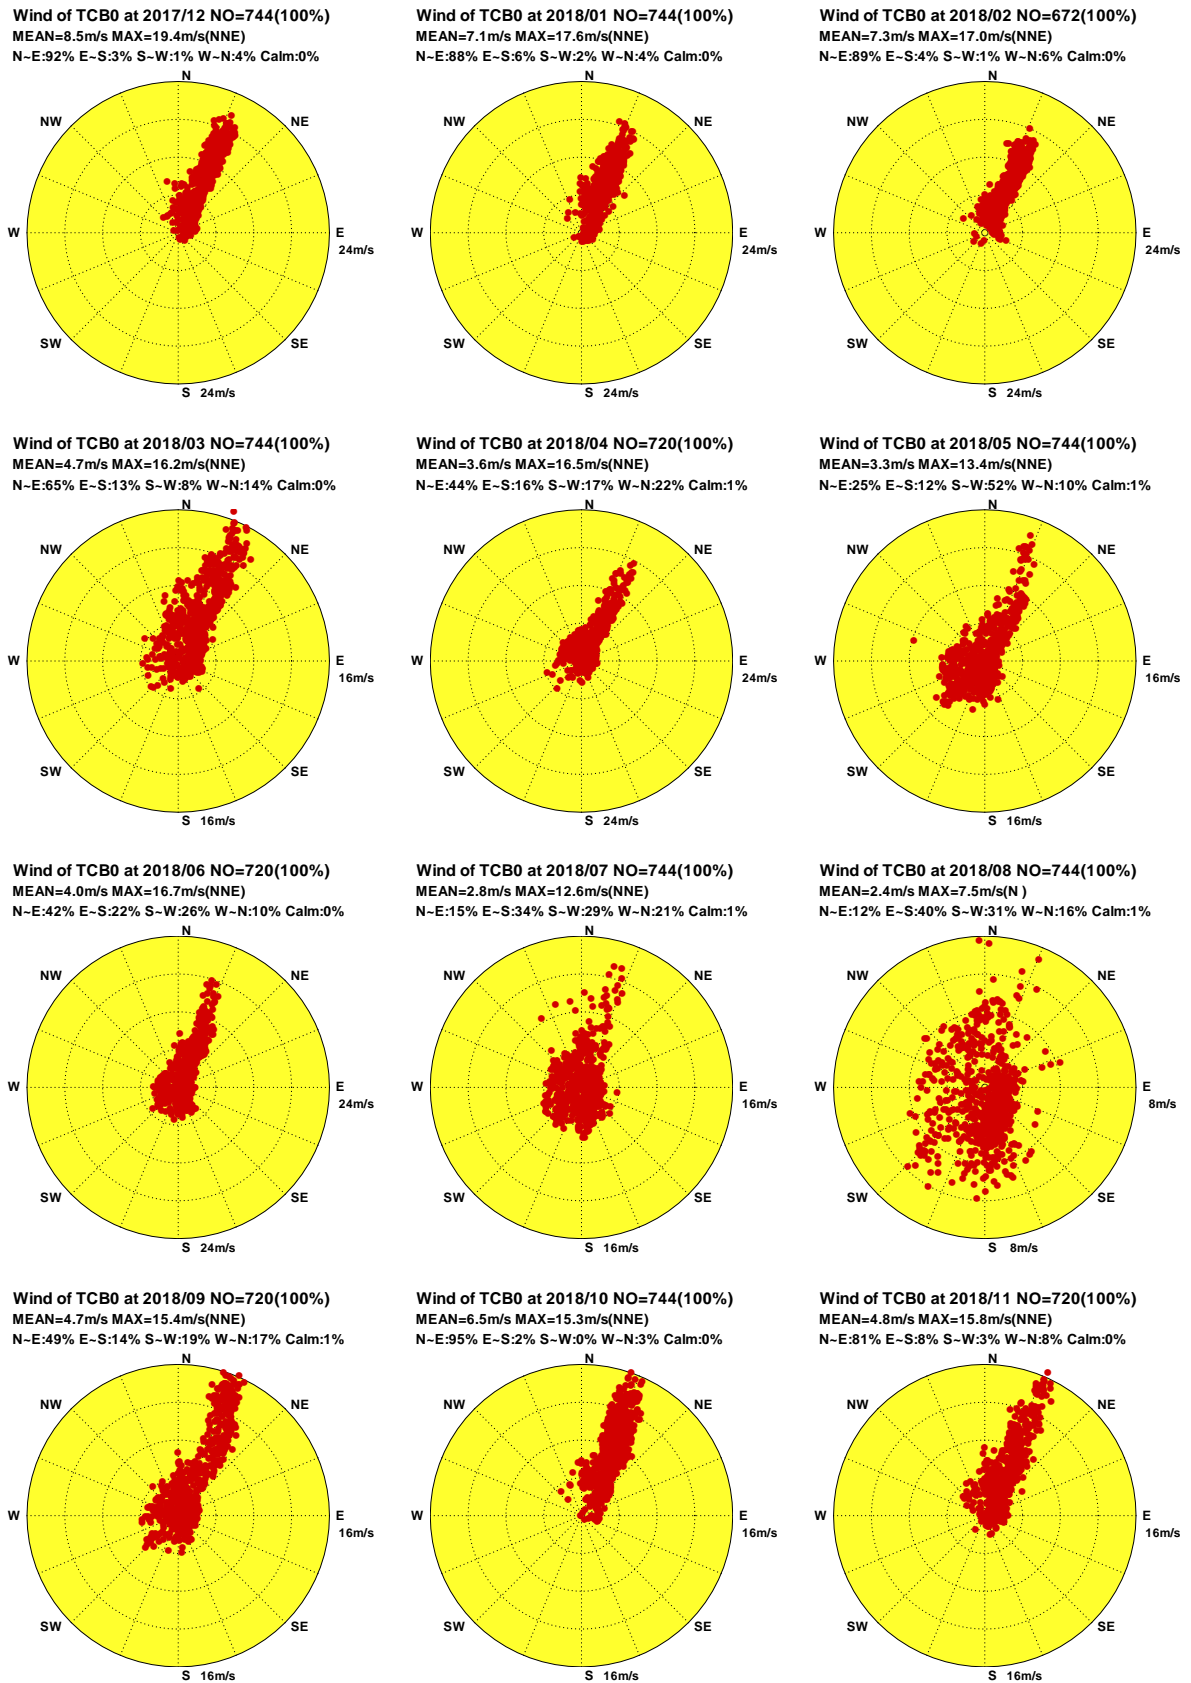 Wind of TCB0 at 2017/12 NO=744(100%)
MEAN=8.5m/s MAX=19.4m/s(NNE)
N~E:92% E~S:3% S~W:1% W~N:4% Calm:0%
N
NW
NE
W
E
24m/s
SW
SE
S 24m/s
Wind of TCB0 at 2018/01 NO=744(100%)
MEAN=7.1m/s MAX=17.6m/s(NNE)
N~E:88% E~S:6% S~W:2% W~N:4% Calm:0%
N
NW
NE
W
E
24m/s
SW
SE
S 24m/s
Wind of TCB0 at 2018/02 NO=672(100%)
MEAN=7.3m/s MAX=17.0m/s(NNE)
N~E:89% E~S:4% S~W:1% W~N:6% Calm:0%
N
NW
NE
W
E
24m/s
SW
SE
S 24m/s
Wind of TCB0 at 2018/03 NO=744(100%)
MEAN=4.7m/s MAX=16.2m/s(NNE)
N~E:65% E~S:13% S~W:8% W~N:14% Calm:0%
N
NW
NE
W
E
16m/s
SW
SE
S 16m/s
Wind of TCB0 at 2018/04 NO=720(100%)
MEAN=3.6m/s MAX=16.5m/s(NNE)
N~E:44% E~S:16% S~W:17% W~N:22% Calm:1%
N
NW
NE
W
E
24m/s
SW
SE
S 24m/s
Wind of TCB0 at 2018/05 NO=744(100%)
MEAN=3.3m/s MAX=13.4m/s(NNE)
N~E:25% E~S:12% S~W:52% W~N:10% Calm:1%
N
NW
NE
W
E
16m/s
SW
SE
S 16m/s
Wind of TCB0 at 2018/06 NO=720(100%)
MEAN=4.0m/s MAX=16.7m/s(NNE)
N~E:42% E~S:22% S~W:26% W~N:10% Calm:0%
N
NW
NE
W
E
24m/s
SW
SE
S 24m/s
Wind of TCB0 at 2018/07 NO=744(100%)
MEAN=2.8m/s MAX=12.6m/s(NNE)
N~E:15% E~S:34% S~W:29% W~N:21% Calm:1%
N
NW
NE
W
E
16m/s
SW
SE
S 16m/s
Wind of TCB0 at 2018/08 NO=744(100%)
MEAN=2.4m/s MAX=7.5m/s(N )
N~E:12% E~S:40% S~W:31% W~N:16% Calm:1%
N
NW
NE
W
E
8m/s
SW
SE
S 8m/s
Wind of TCB0 at 2018/09 NO=720(100%)
MEAN=4.7m/s MAX=15.4m/s(NNE)
N~E:49% E~S:14% S~W:19% W~N:17% Calm:1%
N
NW
NE
W
E
16m/s
SW
SE
S 16m/s
Wind of TCB0 at 2018/10 NO=744(100%)
MEAN=6.5m/s MAX=15.3m/s(NNE)
N~E:95% E~S:2% S~W:0% W~N:3% Calm:0%
N
NW
NE
W
E
16m/s
SW
SE
S 16m/s
Wind of TCB0 at 2018/11 NO=720(100%)
MEAN=4.8m/s MAX=15.8m/s(NNE)
N~E:81% E~S:8% S~W:3% W~N:8% Calm:0%
N
NW
NE
W
E
16m/s
SW
SE
S 16m/s